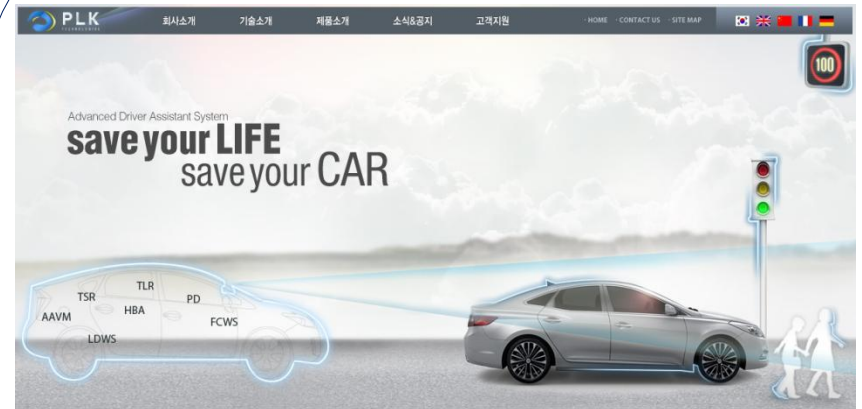 PLK
TECHNOLOGIES
회사소개 기술소개 제품소개 소식&공지 고객지원
· HOME · CONTACT US · SITE MAP
100
Advanced Driver Assistant System
save your LIFE
save your CAR
TLR
TSR
PD
HBA
AAVM
FCWS
LDWS